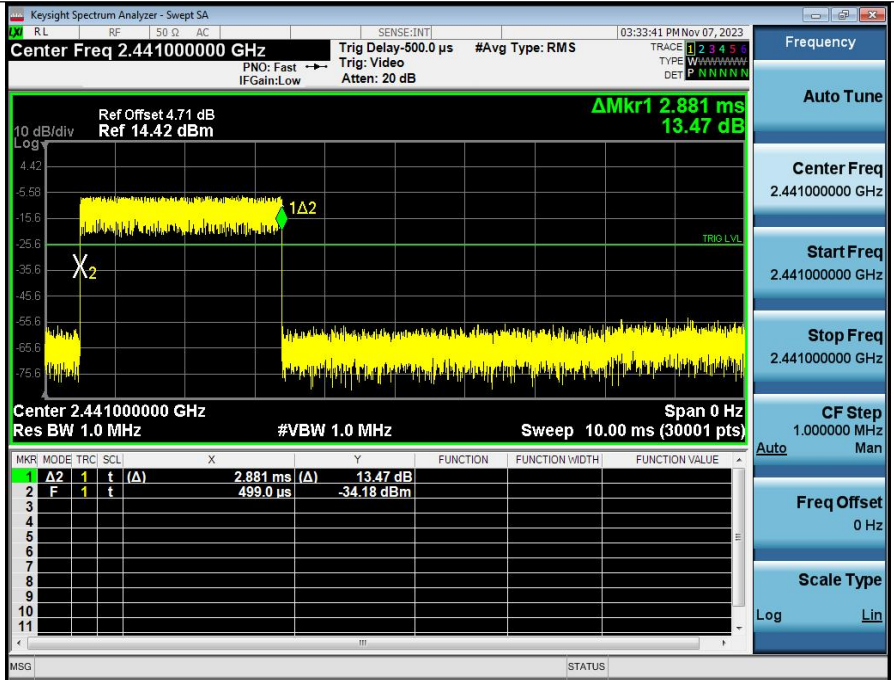 Keysight Spectrum Analyzer - Swept SA
LXI RL RF 50 Ω AC SENSE:INT 03:33:41 PM Nov 07, 2023
Center Freq 2.441000000 GHz
PNO: Fast
IFGain:Low
Trig Delay-500.0 µs
Trig: Video
Atten: 20 dB
#Avg Type: RMS
TRACE 1 2 3 4 5 6
TYPE WWWWWW
DET P N N N N N
Ref Offset 4.71 dB
10 dB/div Ref 14.42 dBm
Log
ΔMkr1 2.881 ms
13.47 dB
4.42
-5.58
-15.6
-25.6
-35.6
-45.6
-55.6
-65.6
-75.6
1Δ2
TRIG LVL
X2
Center 2.441000000 GHz Span 0 Hz
Res BW 1.0 MHz #VBW 1.0 MHz Sweep 10.00 ms (30001 pts)
MKR MODE TRC SCL X Y FUNCTION FUNCTION WIDTH FUNCTION VALUE
1 Δ2 1 t (Δ) 2.881 ms (Δ) 13.47 dB
2 F 1 t 499.0 µs -34.18 dBm
3
4
5
6
7
8
9
10
11
MSG STATUS
Frequency
Auto Tune
Center Freq
2.441000000 GHz
Start Freq
2.441000000 GHz
Stop Freq
2.441000000 GHz
CF Step
1.000000 MHz
Auto Man
Freq Offset
0 Hz
Scale Type
Log Lin